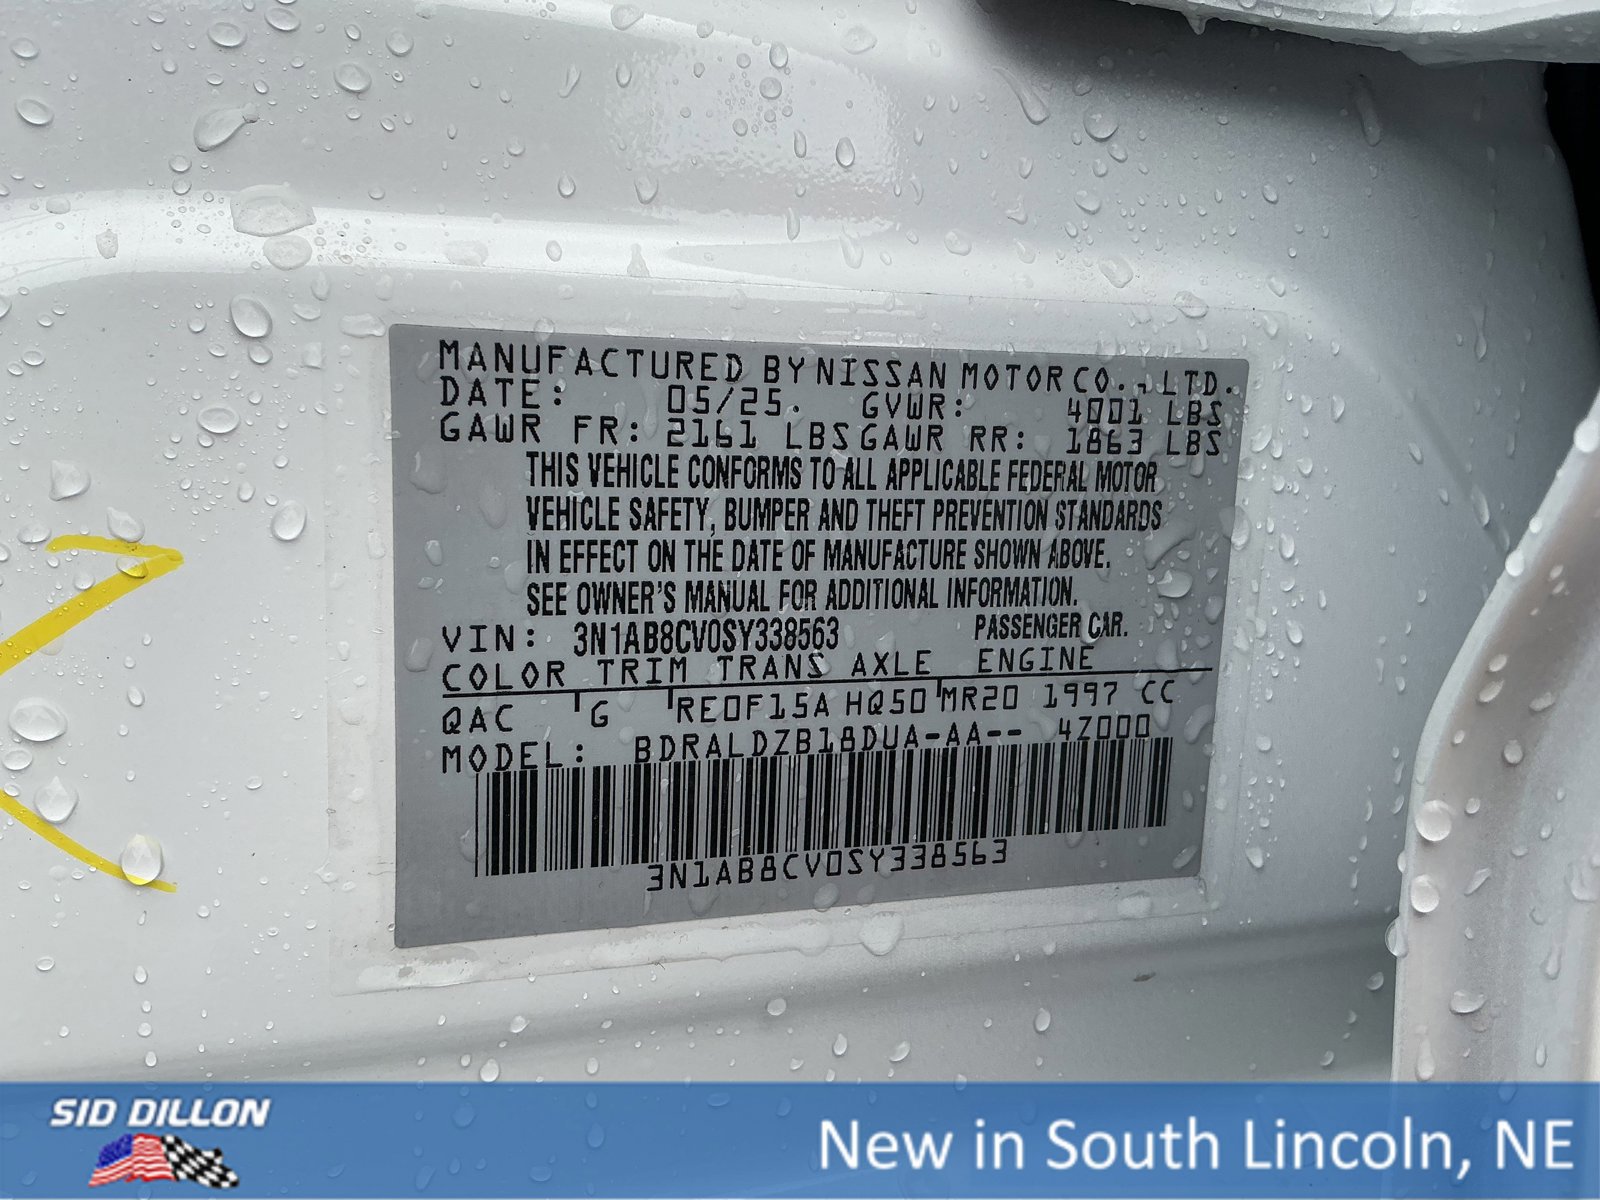 MANUFACTURED BY NISSAN MOTOR CO., LTD.
DATE: 05/25. GVWR: 4001 LBS
GAWR FR: 2161 LBS GAWR RR: 1863 LBS
THIS VEHICLE CONFORMS TO ALL APPLICABLE FEDERAL MOTOR
VEHICLE SAFETY, BUMPER AND THEFT PREVENTION STANDARDS
IN EFFECT ON THE DATE OF MANUFACTURE SHOWN ABOVE.
SEE OWNER'S MANUAL FOR ADDITIONAL INFORMATION.
VIN: 3N1AB8CV0SY338563 PASSENGER CAR.
COLOR TRIM TRANS AXLE ENGINE
QAC G RE0F15A HQ50 MR20 1997 CC
MODEL: BDRALDZB18DUA-AA-- 4Z000
3N1AB8CV0SY338563
SID DILLON
New in South Lincoln, NE